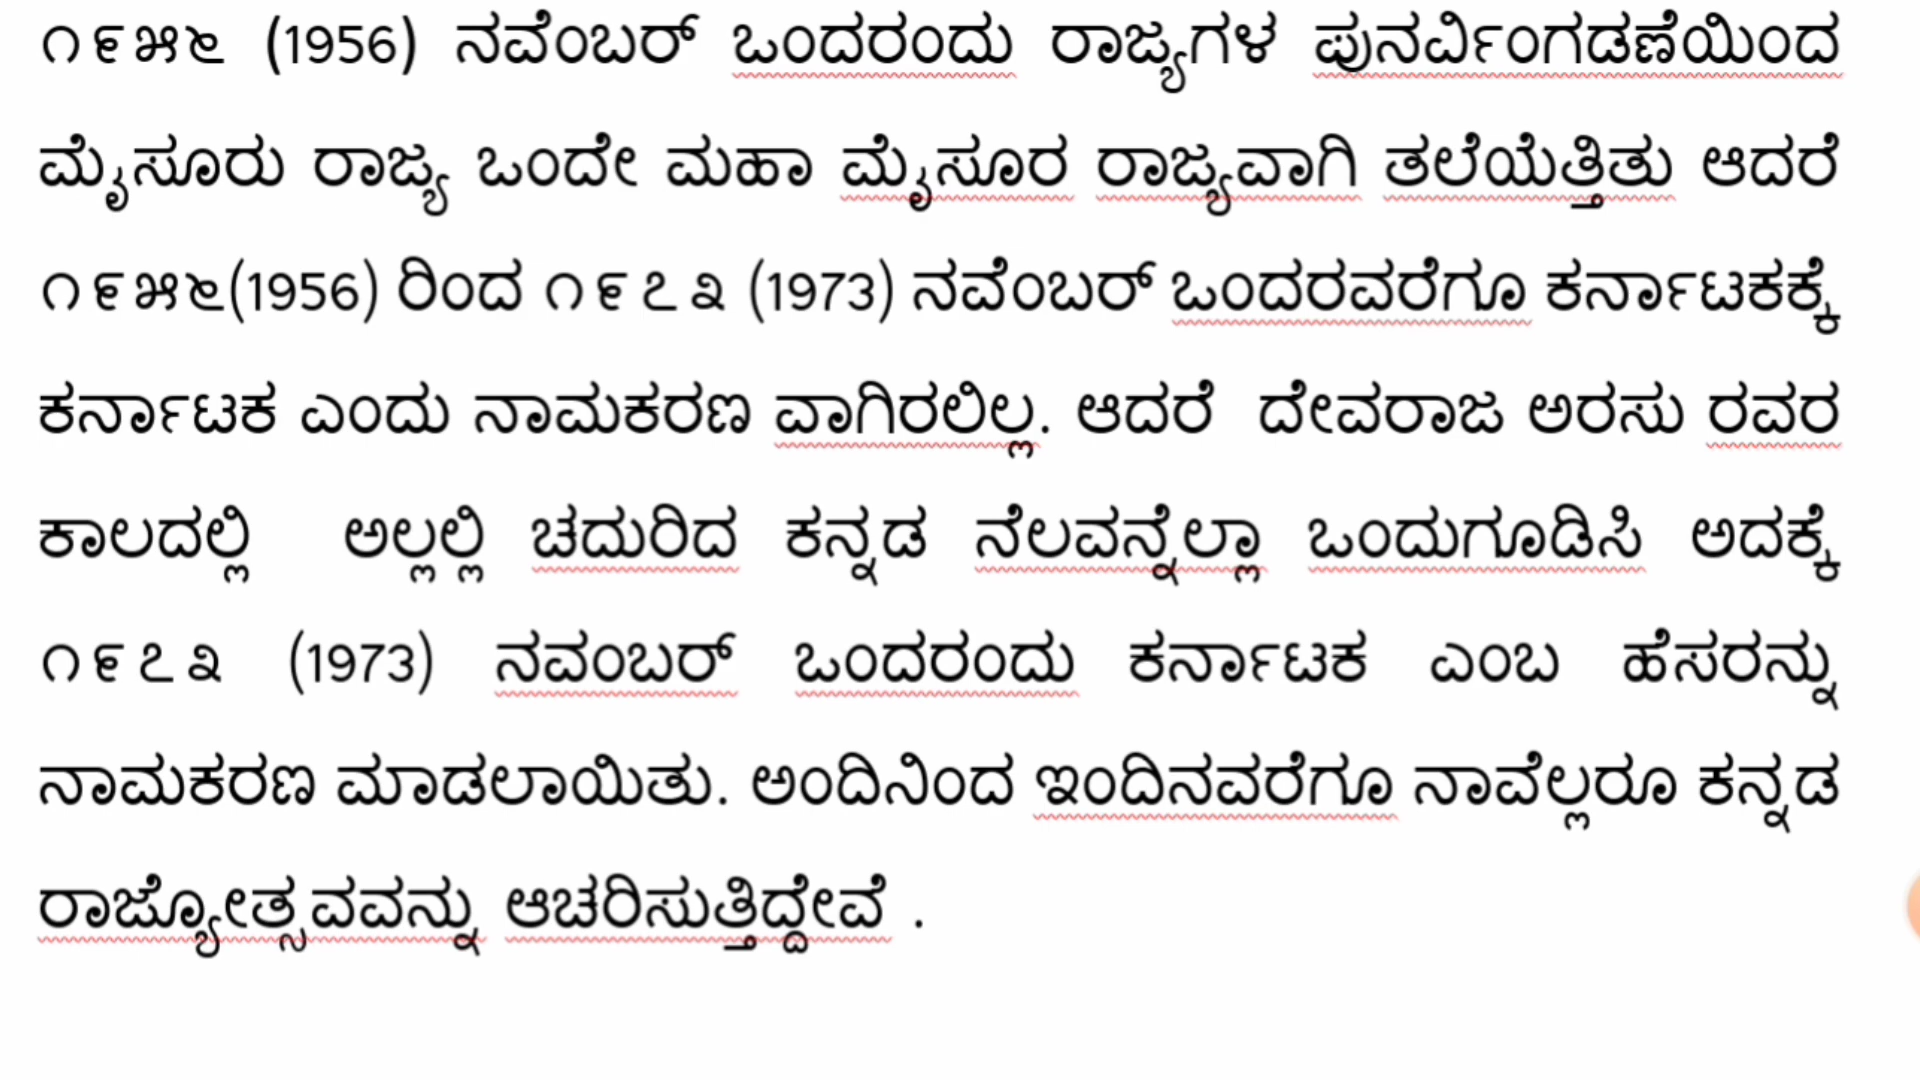 ೧೯೫೬ (1956) ನವೆಂಬರ್ ಒಂದರಂದು ರಾಜ್ಯಗಳ ಪುನರ್ವಿಂಗಡಣೆಯಿಂದ
ಮೈಸೂರು ರಾಜ್ಯ ಒಂದೇ ಮಹಾ ಮೈಸೂರ ರಾಜ್ಯವಾಗಿ ತಲೆಯೆತ್ತಿತು ಆದರೆ
೧೯೫೬(1956) ರಿಂದ ೧೯೭೩ (1973) ನವೆಂಬರ್ ಒಂದರವರೆಗೂ ಕರ್ನಾಟಕಕ್ಕೆ
ಕರ್ನಾಟಕ ಎಂದು ನಾಮಕರಣ ವಾಗಿರಲಿಲ್ಲ. ಆದರೆ ದೇವರಾಜ ಅರಸು ರವರ
ಕಾಲದಲ್ಲಿ ಅಲ್ಲಲ್ಲಿ ಚದುರಿದ ಕನ್ನಡ ನೆಲವನ್ನೆಲ್ಲಾ ಒಂದುಗೂಡಿಸಿ ಅದಕ್ಕೆ
೧೯೭೩ (1973) ನವಂಬರ್ ಒಂದರಂದು ಕರ್ನಾಟಕ ಎಂಬ ಹೆಸರನ್ನು
ನಾಮಕರಣ ಮಾಡಲಾಯಿತು. ಅಂದಿನಿಂದ ಇಂದಿನವರೆಗೂ ನಾವೆಲ್ಲರೂ ಕನ್ನಡ
ರಾಜ್ಯೋತ್ಸವವನ್ನು ಆಚರಿಸುತ್ತಿದ್ದೇವೆ .